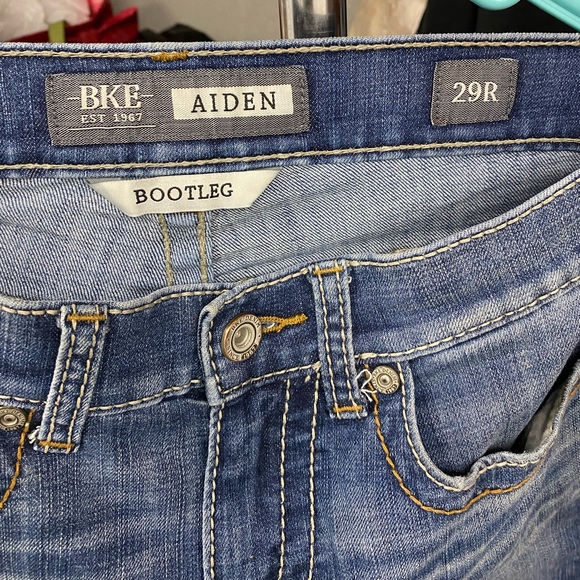 BKE
EST 1967
AIDEN
29R
BOOTLEG